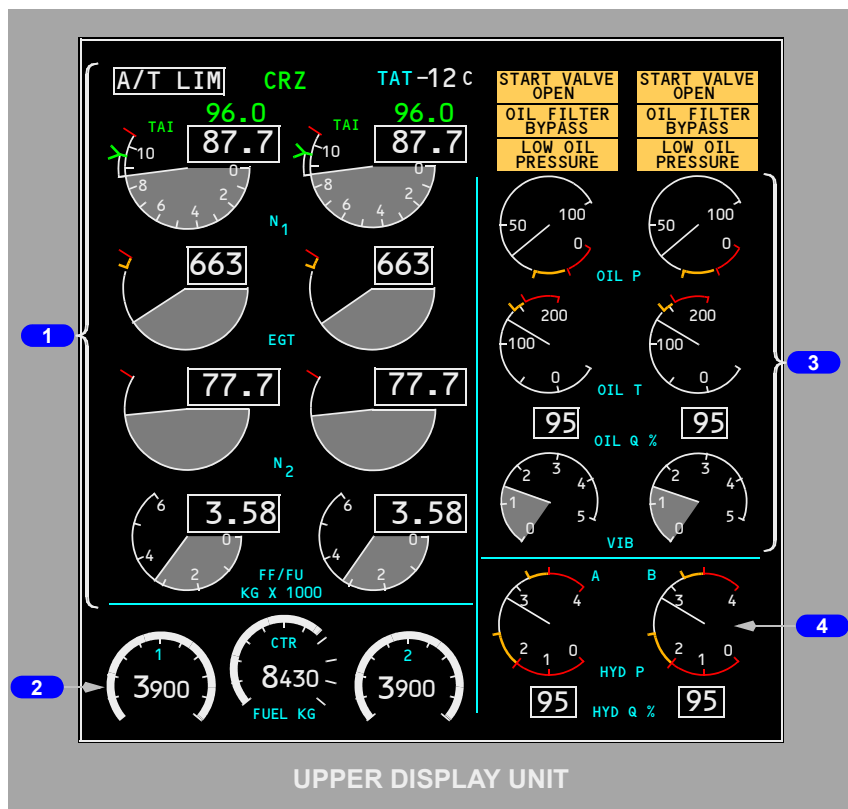 A/T LIM CRZ TAT -12 C
START VALVE OPEN START VALVE OPEN
96.0 96.0
OIL FILTER BYPASS OIL FILTER BYPASS
TAI 87.7 TAI 87.7
LOW OIL PRESSURE LOW OIL PRESSURE
10 8 6 4 2 0 10 8 6 4 2 0
N1
50 100 0 50 100 0
OIL P
663 663
EGT
100 200 0 100 200 0
OIL T
1
3
77.7 77.7
N2
95 95
OIL Q %
3.58 3.58
6 4 2 0 6 4 2 0
FF/FU
KG X 1000
0 1 2 3 4 5 0 1 2 3 4 5
VIB
A B
4 3 2 1 0 4 3 2 1 0
HYD P
4
1 CTR 2
2
3900 8430 3900
FUEL KG
95 95
HYD Q %
UPPER DISPLAY UNIT